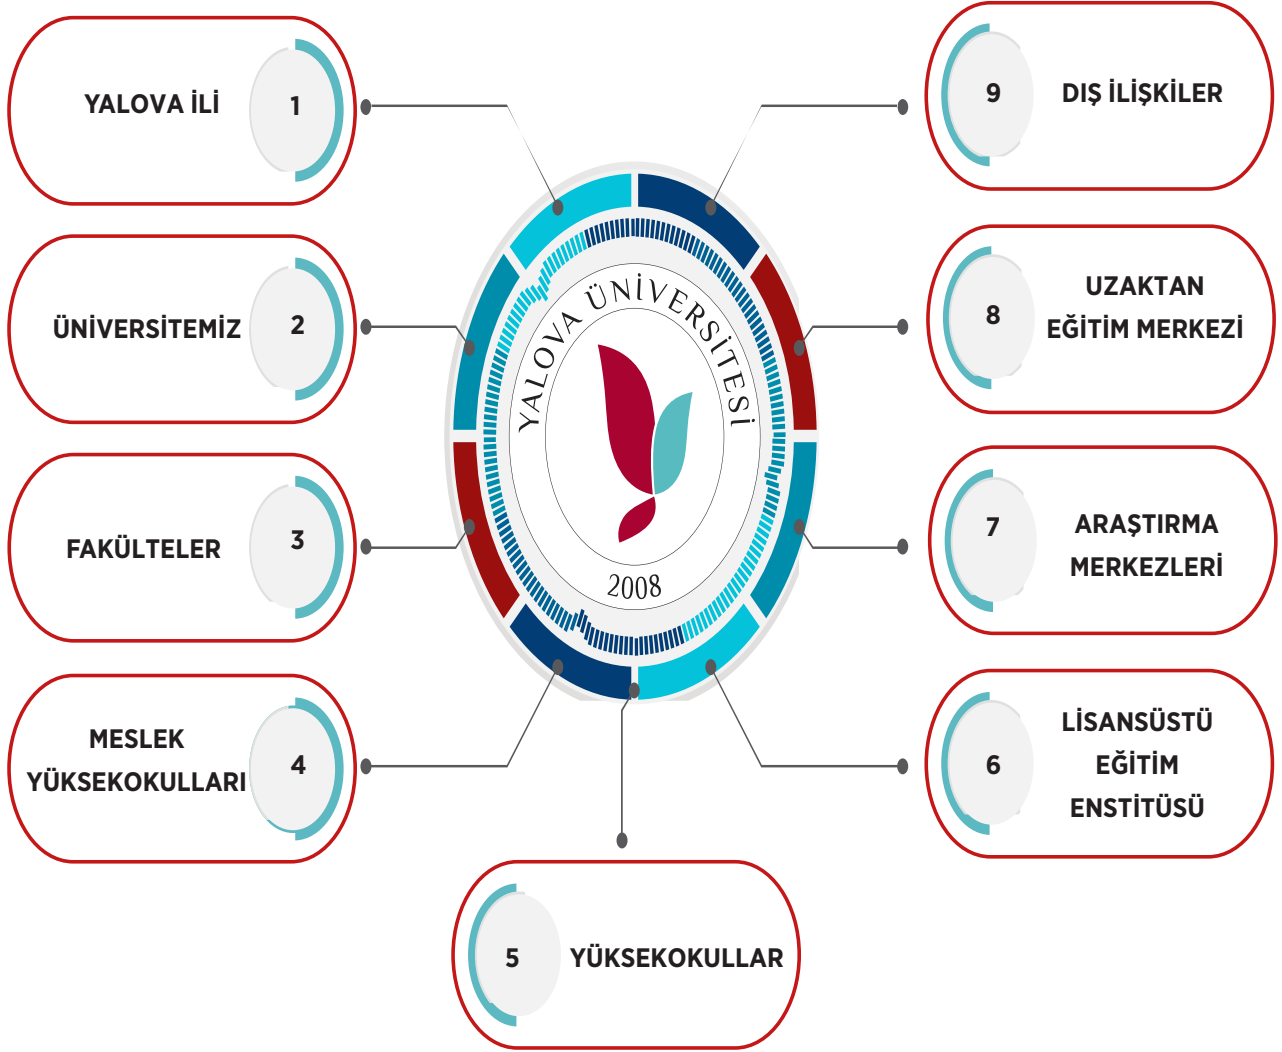 YALOVA İLİ
1
ÜNİVERSİTEMİZ
2
FAKÜLTELER
3
MESLEK
YÜKSEKOKULLARI
4
5
YÜKSEKOKULLAR
6
LİSANSÜSTÜ
EĞİTİM
ENSTİTÜSÜ
7
ARAŞTIRMA
MERKEZLERİ
8
UZAKTAN
EĞİTİM MERKEZİ
9
DIŞ İLİŞKİLER
YALOVA ÜNİVERSİTESİ
2008